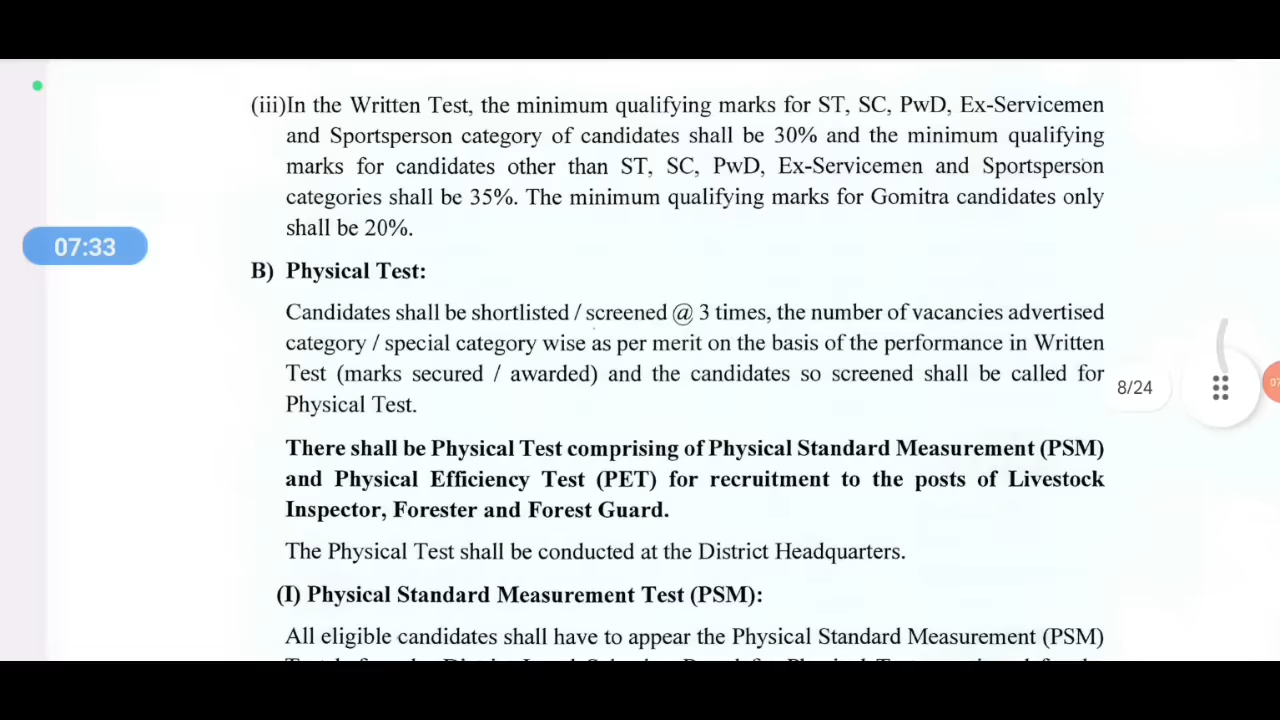 (iii)In the Written Test, the minimum qualifying marks for ST, SC, PwD, Ex-Servicemen
and Sportsperson category of candidates shall be 30% and the minimum qualifying
marks for candidates other than ST, SC, PwD, Ex-Servicemen and Sportsperson
categories shall be 35%. The minimum qualifying marks for Gomitra candidates only
shall be 20%.
07:33
B) Physical Test:
Candidates shall be shortlisted / screened @ 3 times, the number of vacancies advertised
category / special category wise as per merit on the basis of the performance in Written
Test (marks secured / awarded) and the candidates so screened shall be called for
Physical Test.
8/24
07
There shall be Physical Test comprising of Physical Standard Measurement (PSM)
and Physical Efficiency Test (PET) for recruitment to the posts of Livestock
Inspector, Forester and Forest Guard.
The Physical Test shall be conducted at the District Headquarters.
(I) Physical Standard Measurement Test (PSM):
All eligible candidates shall have to appear the Physical Standard Measurement (PSM)